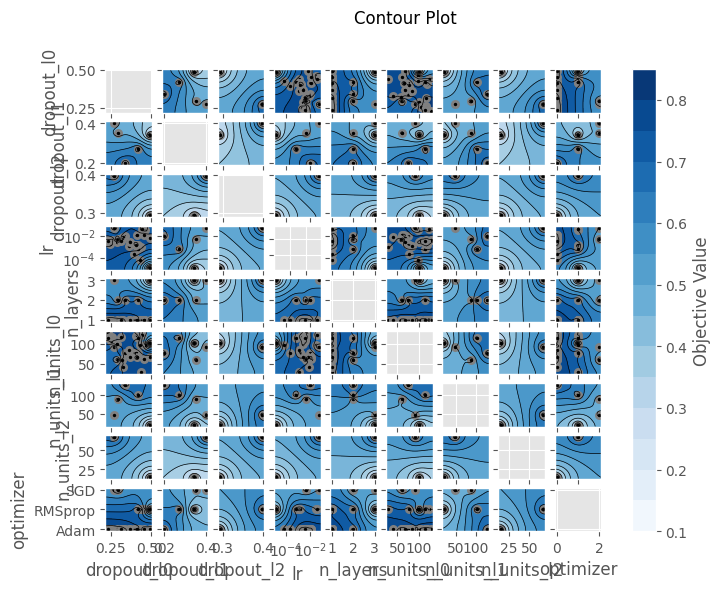 Contour Plot
dropout_l0
0.50
0.25
dropout_l1
0.4
0.2
dropout_l2
0.4
0.3
lr
10⁻²
10⁻⁴
n_layers
3
2
1
n_units_l0
100
50
n_units_l1
100
50
n_units_l2
50
25
optimizer
SGD
RMSprop
Adam
0.25 0.50 0.2 0.4 0.3 0.4 10⁻⁴ 10⁻² 1 2 3 50 100 50 100 25 50 0 2
dropout_l0 dropout_l1 dropout_l2 lr n_layers n_units_l0 n_units_l1 n_units_l2 optimizer
0.8
0.7
0.6
0.5
0.4
0.3
0.2
0.1
Objective Value